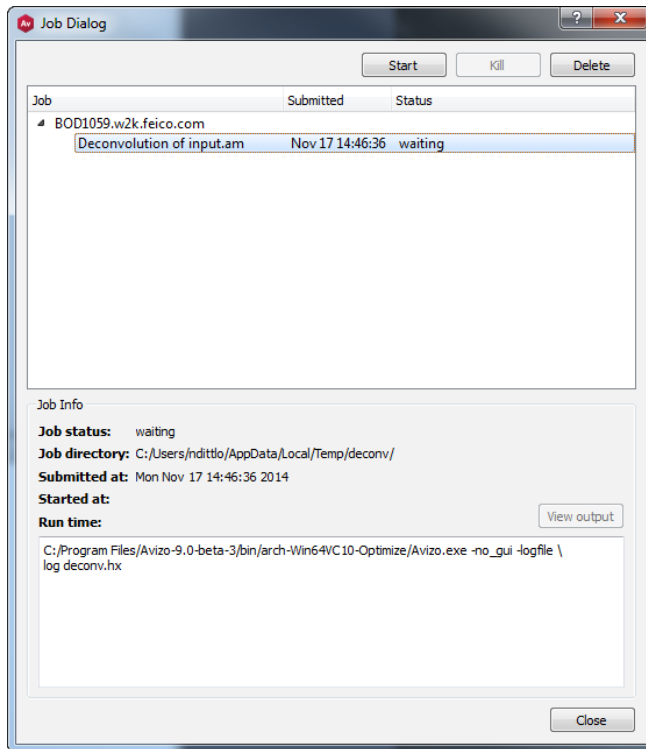 Av Job Dialog
? X
Start Kill Delete
Job Submitted Status
BOD1059.w2k.feico.com
Deconvolution of input.am Nov 17 14:46:36 waiting
Job Info
Job status: waiting
Job directory: C:/Users/ndittlo/AppData/Local/Temp/deconv/
Submitted at: Mon Nov 17 14:46:36 2014
Started at:
Run time:
View output
C:/Program Files/Avizo-9.0-beta-3/bin/arch-Win64VC10-Optimize/Avizo.exe -no_gui -logfile \
log deconv.hx
Close